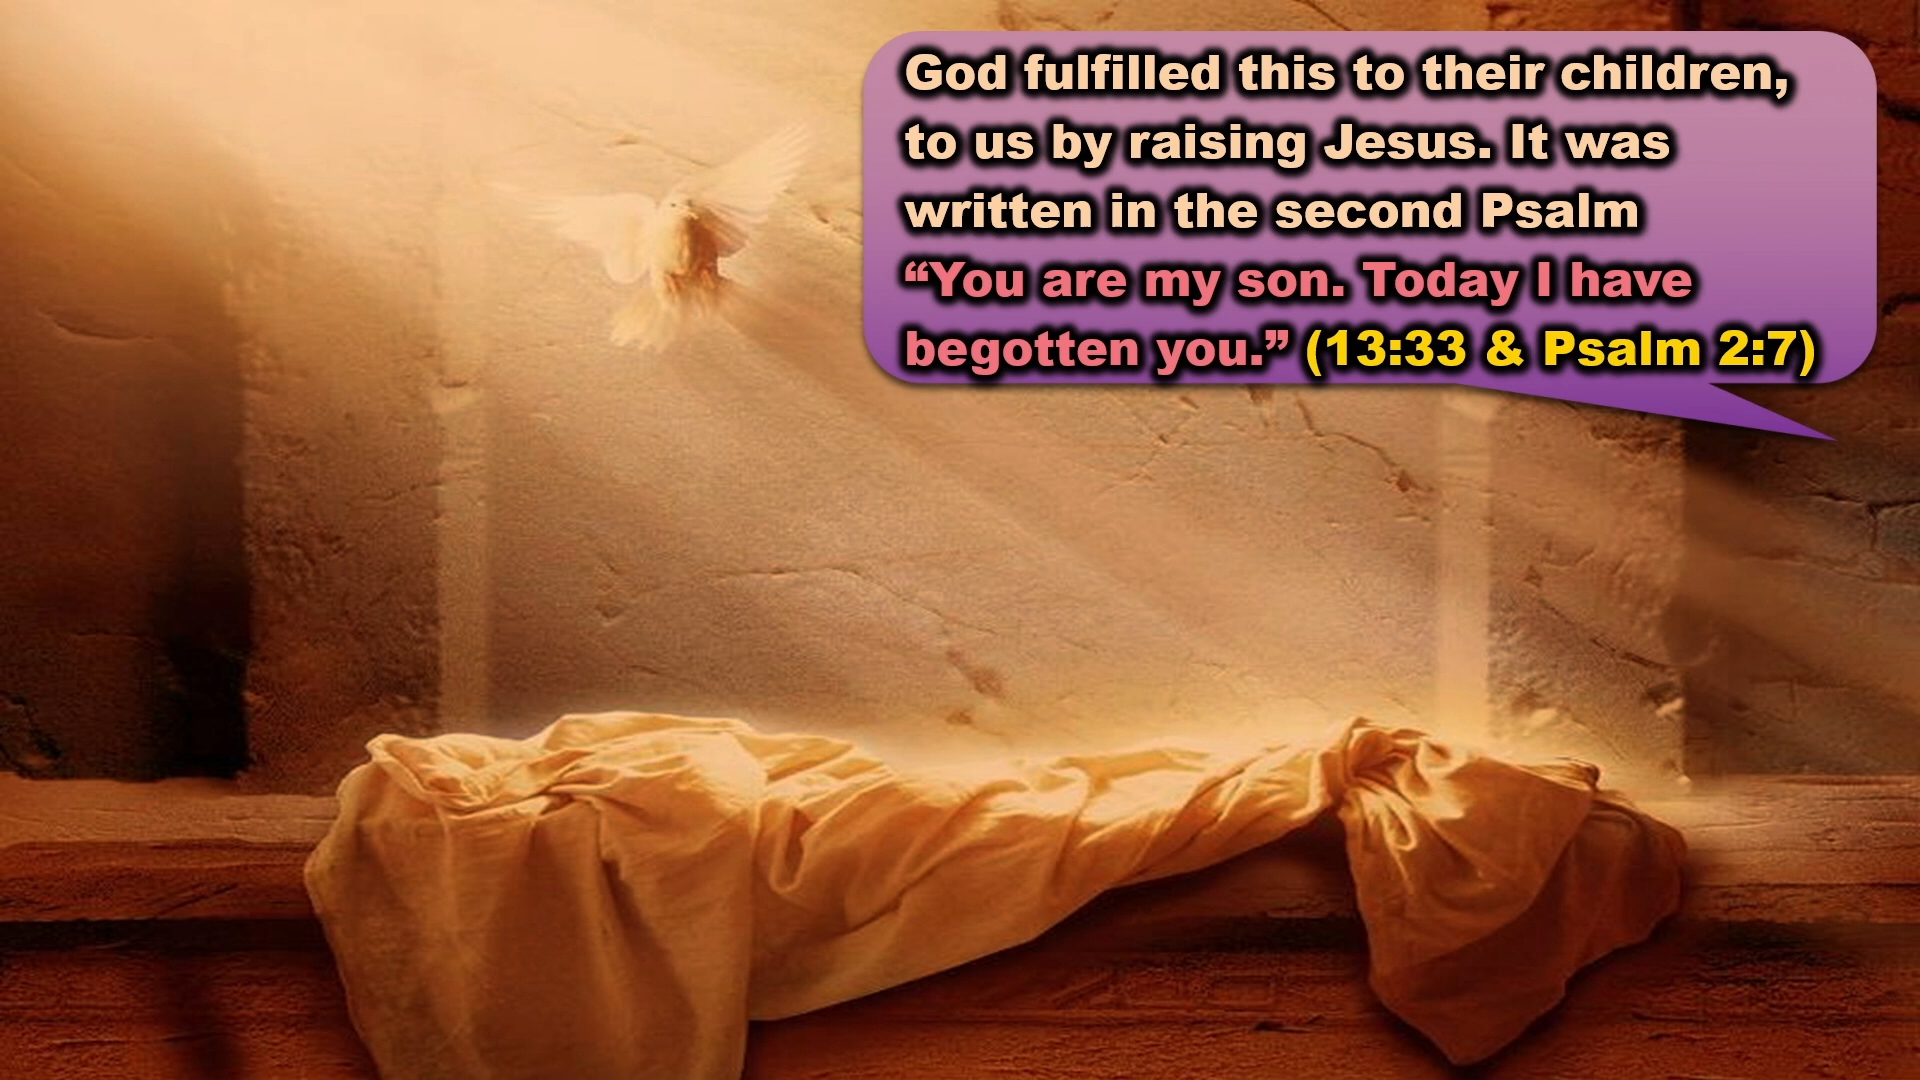 God fulfilled this to their children,
to us by raising Jesus. It was
written in the second Psalm
“You are my son. Today I have
begotten you.” (13:33 & Psalm 2:7)